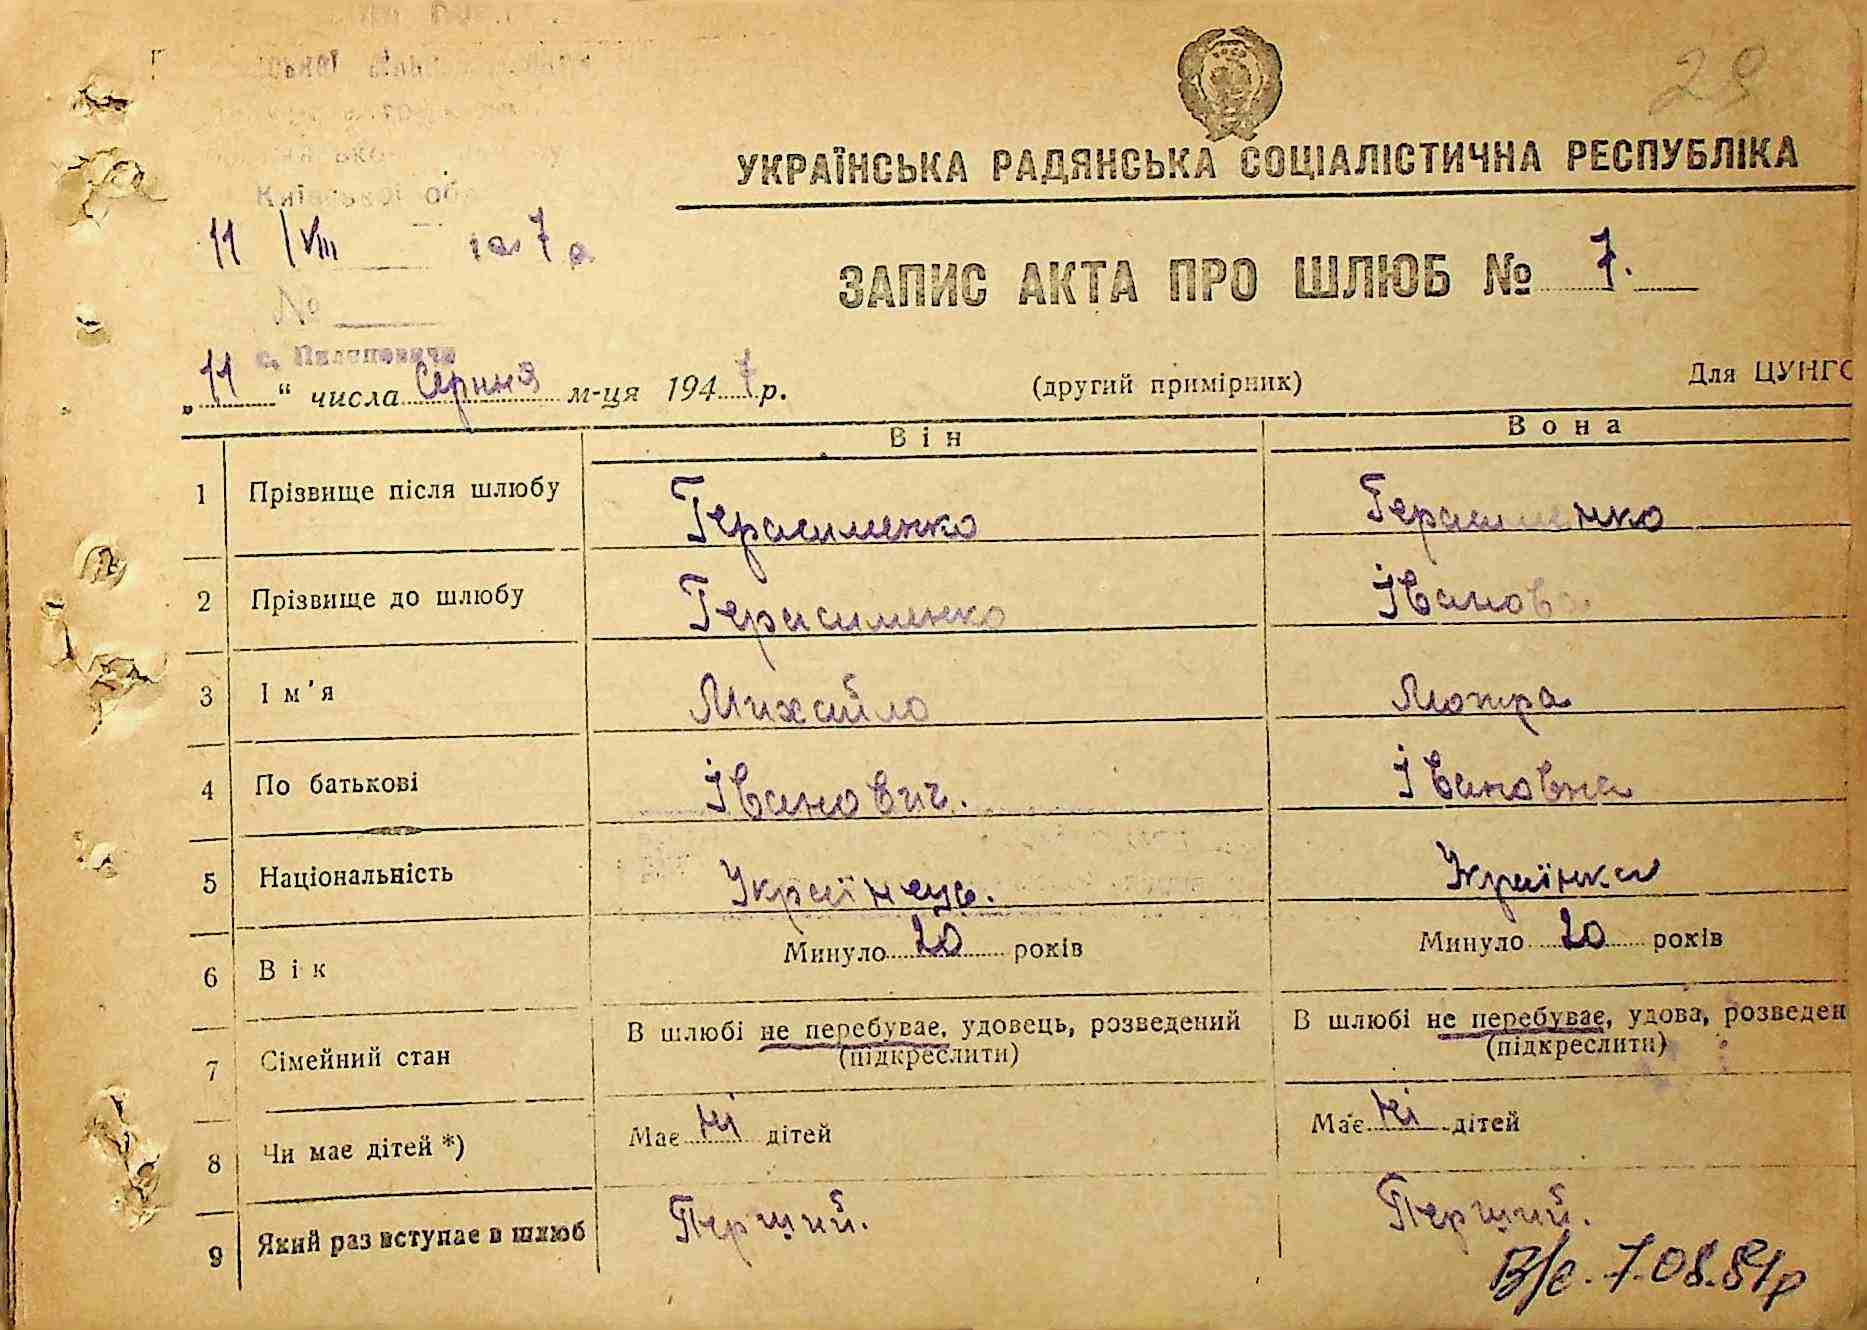 29
Київської обл
11 /VIII 1947 р
№
с. Пилиповичи
УКРАЇНСЬКА РАДЯНСЬКА СОЦІАЛІСТИЧНА РЕСПУБЛІКА
ЗАПИС АКТА ПРО ШЛЮБ № 7.
„11“ числа Серпня м-ця 1947 р. (другий примірник) Для ЦУНГО
Він Вона
1 Прізвище після шлюбу Герасименко Герасименко
2 Прізвище до шлюбу Герасименко Іванова
3 Ім'я Михайло Мотра
4 По батькові Іванович. Івановна
5 Національність Українець. Українка
6 Вік Минуло 20 років Минуло 20 років
7 Сімейний стан В шлюбі не перебуває, удовець, розведений (підкреслити) В шлюбі не перебуває, удова, розведен (підкреслити)
8 Чи має дітей *) Має ні дітей Має ні дітей
9 Який раз вступає в шлюб Перший. Перший.
В/с. 7.08.81р